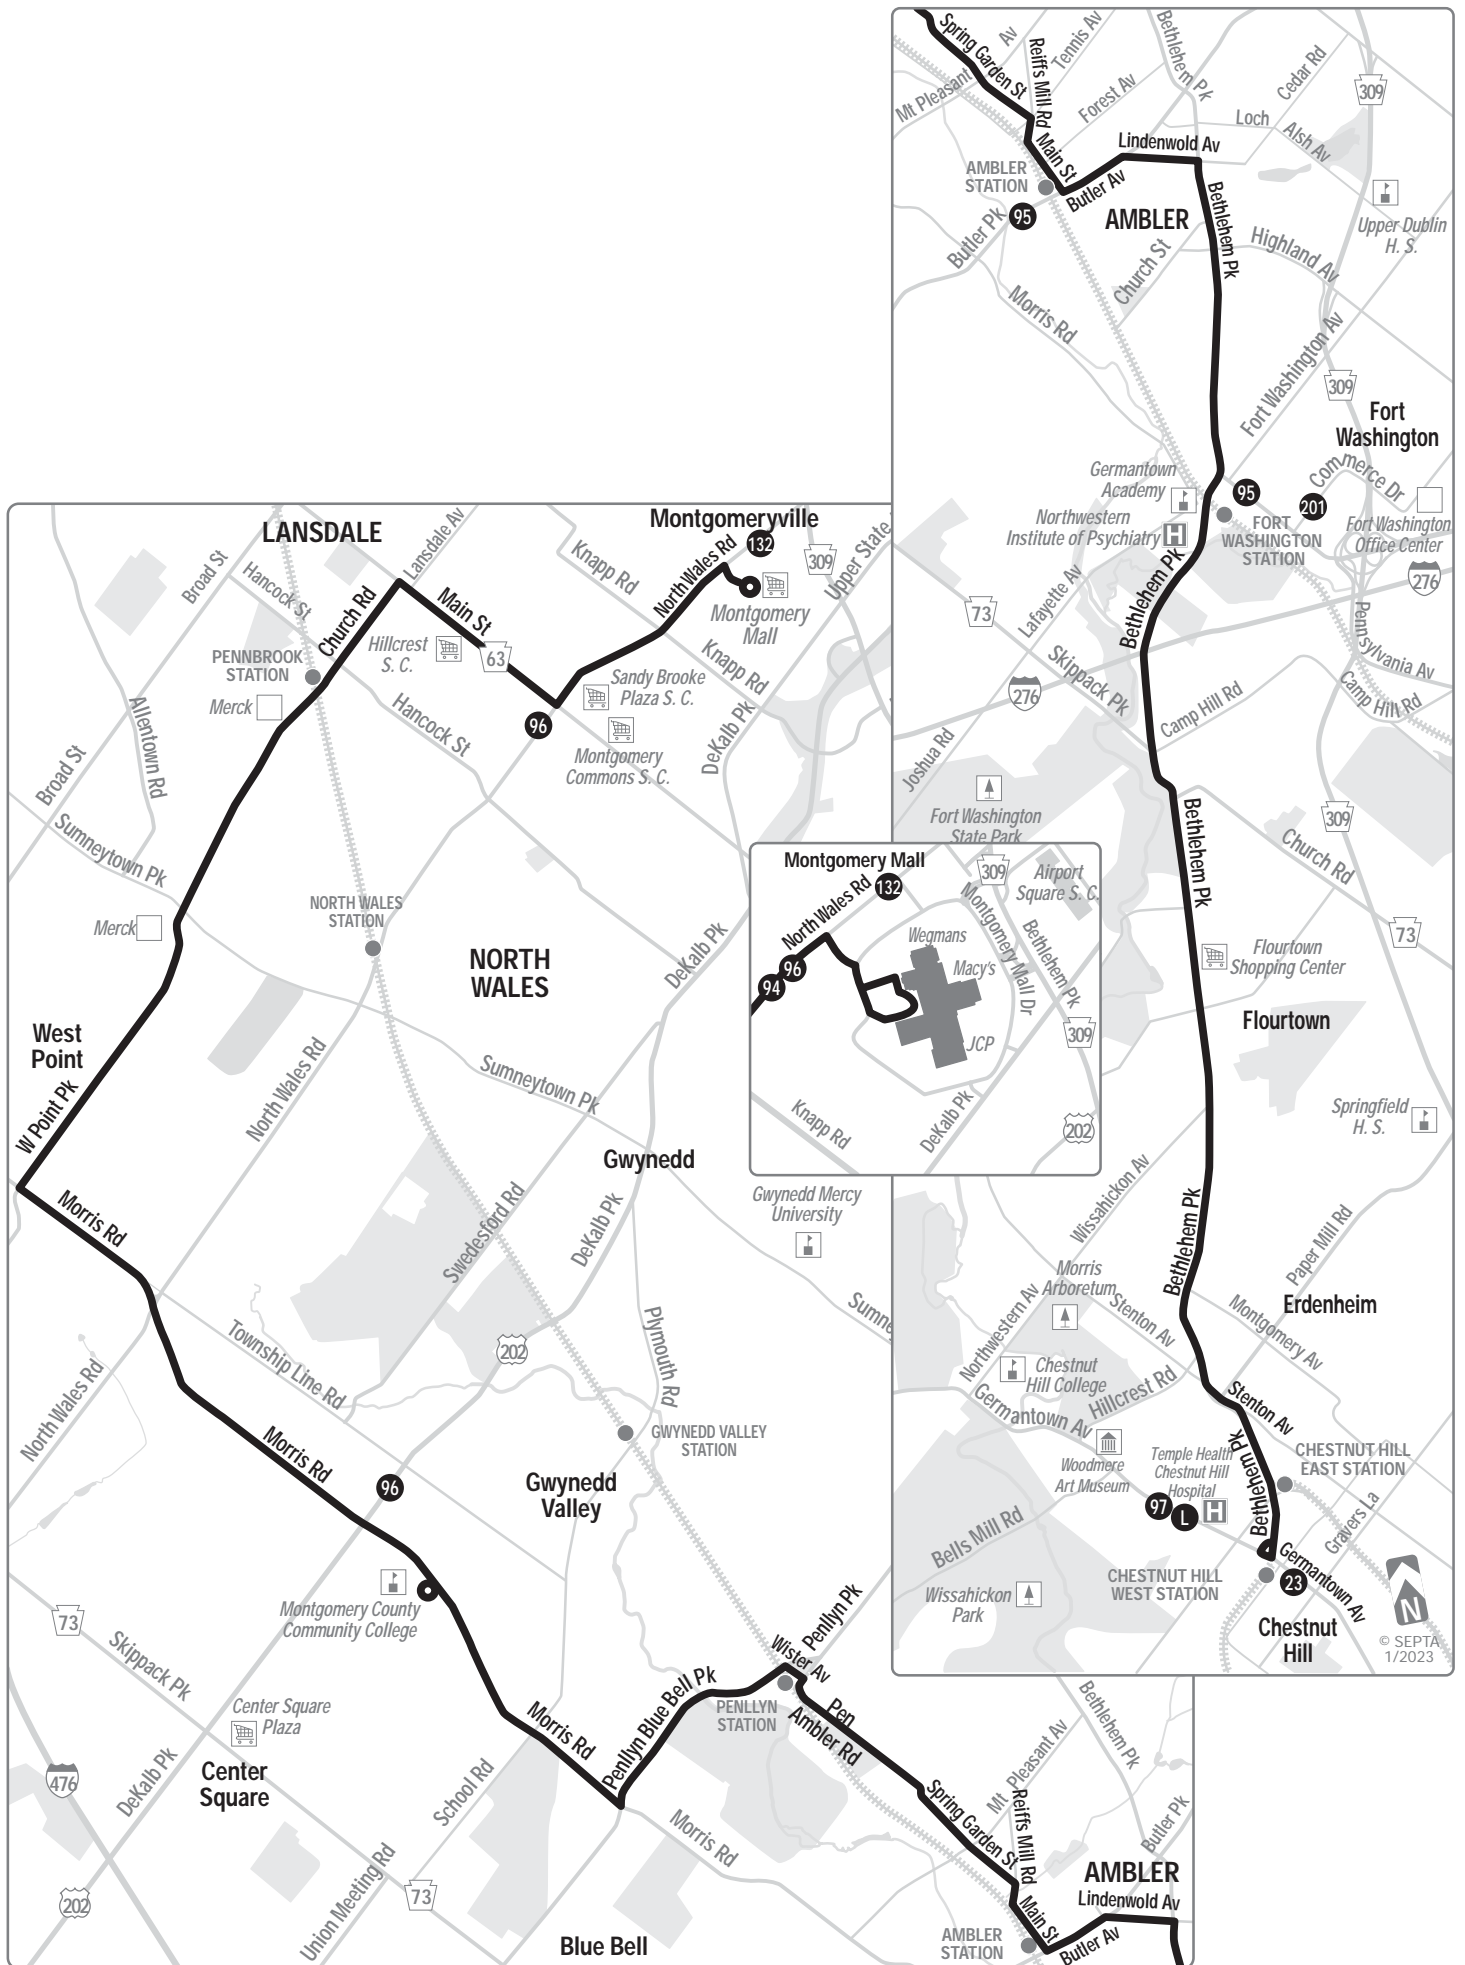 Spring Garden St
Av
Reiffs Mill Rd
Tennis Av
Bethlehem Pk
Mt Pleasant
Forest Av
Cedar Rd
309
Loch
Alsh Av
AMBLER
STATION
Main St
Lindenwold Av
Butler Av
95
Butler Pk
AMBLER
Bethlehem Pk
Upper Dublin
H. S.
Church St
Highland Av
Morris Rd
Fort Washington Av
309
Fort
Washington
Germantown
Academy
95
201
Commerce Dr
Northwestern
Institute of Psychiatry
H
FORT
WASHINGTON
STATION
Fort Washington
Office Center
276
73
Lafayette Av
Bethlehem Pk
Pennsylvania Av
Skippack Pk
276
Camp Hill Rd
Camp Hill Rd
Joshua Rd
Fort Washington
State Park
Bethlehem Pk
309
Church Rd
73
Flourtown
Shopping Center
Flourtown
Springfield
H. S.
Wissahickon Av
Bethlehem Pk
Paper Mill Rd
Morris
Arboretum
Erdenheim
Northwestern Av
Stenton Av
Montgomery Av
Chestnut
Hill College
Hillcrest Rd
Germantown Av
Stenton Av
Woodmere
Art Museum
Temple Health
Chestnut Hill
Hospital
H
Bethlehem Pk
CHESTNUT HILL
EAST STATION
97
L
Gravers La
Bells Mill Rd
CHESTNUT HILL
WEST STATION
23
Germantown Av
Wissahickon
Park
Chestnut
Hill
N
© SEPTA
1/2023
LANSDALE
Lansdale Av
Montgomeryville
132
Broad St
Hancock St
Church Rd
Main St
63
Knapp Rd
North Wales Rd
309
Upper State
Montgomery
Mall
Hillcrest
S. C.
PENNBROOK
STATION
Merck
Knapp Rd
Sandy Brooke
Plaza S. C.
96
Hancock St
Montgomery
Commons S. C.
DeKalb Pk
Allentown Rd
Broad St
Sumneytown Pk
Merck
NORTH WALES
STATION
NORTH
WALES
DeKalb Pk
West
Point
W Point Pk
North Wales Rd
Sumneytown Pk
Gwynedd
Gwynedd Mercy
University
Morris Rd
Swedesford Rd
DeKalb Pk
Sumne
Township Line Rd
202
Plymouth Rd
North Wales Rd
Morris Rd
GWYNEDD VALLEY
STATION
96
Gwynedd
Valley
Montgomery County
Community College
73
Skippack Pk
Center Square
Plaza
Morris Rd
Penllyn Blue Bell Pk
Wister Av
Penllyn Pk
PENLLYN
STATION
Pen
Ambler Rd
476
DeKalb Pk
Center
Square
School Rd
Morris Rd
Spring Garden St
Mt Pleasant Av
Reiffs Mill Rd
Bethlehem Pk
Butler Pk
AMBLER
Lindenwold Av
202
Union Meeting Rd
73
Blue Bell
AMBLER
STATION
Main St
Butler Av
Montgomery Mall
132
North Wales Rd
309
Airport
Square S. C.
96
94
Wegmans
Macy's
Montgomery Mall Dr
Bethlehem Pk
JCP
309
Knapp Rd
DeKalb Pk
202